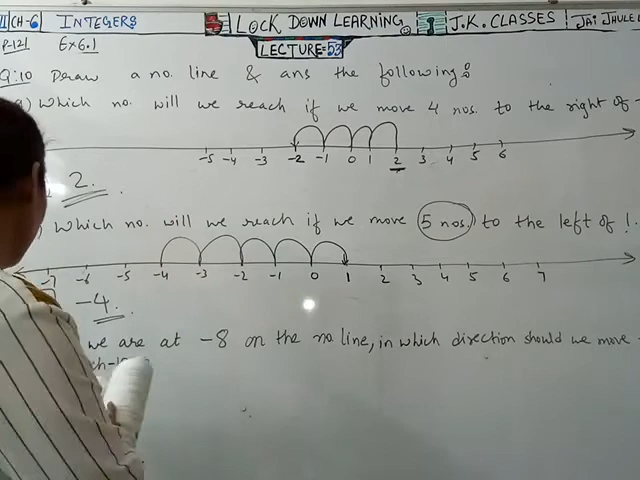 CH-6 INTEGERS LOCK DOWN LEARNING J.K. CLASSES JAI JHULE
P-121 EX 6.1 LECTURE-53
Q:10 Draw a no. line & ans the following:
a) Which no. will we reach if we move 4 nos. to the right of -
-5 -4 -3 -2 -1 0 1 2 3 4 5 6
2.
) Which no. will we reach if we move 5 nos. to the left of 1.
-7 -6 -5 -4 -3 -2 -1 0 1 2 3 4 5 6 7
-4.
we are at -8 on the no line, in which direction should we move